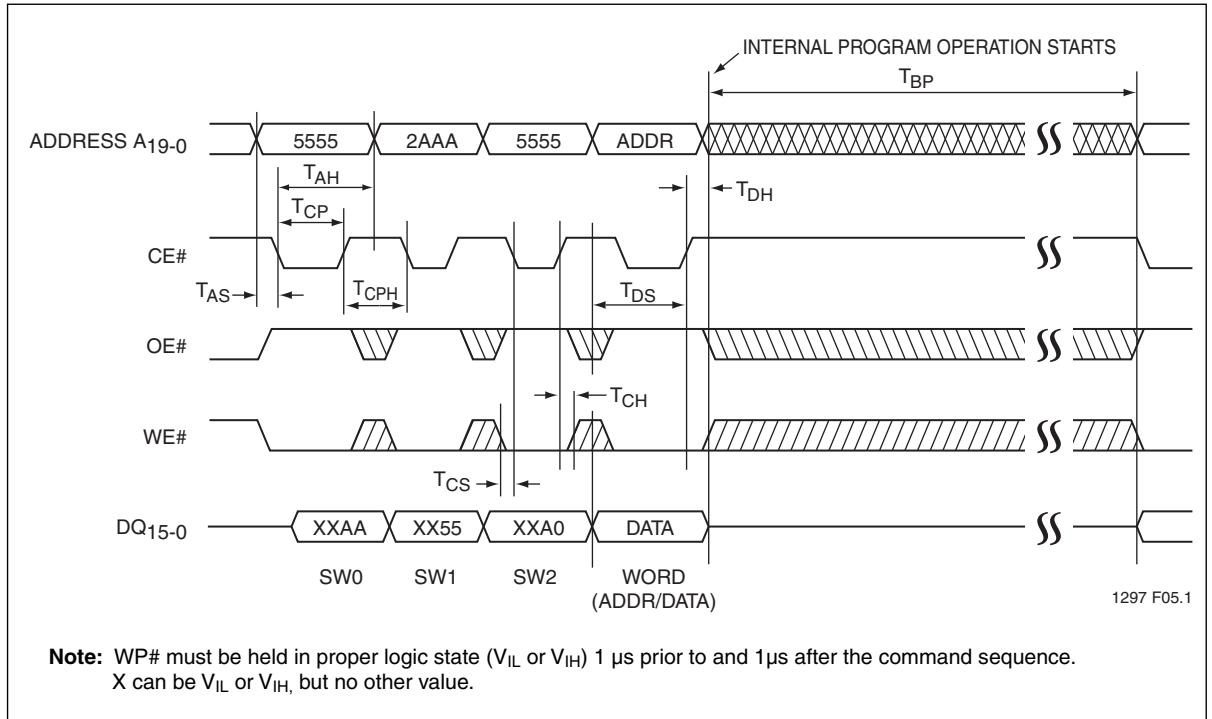 INTERNAL PROGRAM OPERATION STARTS
TBP
ADDRESS A19-0
5555
2AAA
5555
ADDR
TAH
TDH
TCP
CE#
TAS
TCPH
TDS
OE#
TCH
WE#
TCS
DQ15-0
XXAA
XX55
XXA0
DATA
SW0
SW1
SW2
WORD
(ADDR/DATA)
1297 F05.1
Note: WP# must be held in proper logic state (VIL or VIH) 1 µs prior to and 1µs after the command sequence.
X can be VIL or VIH, but no other value.